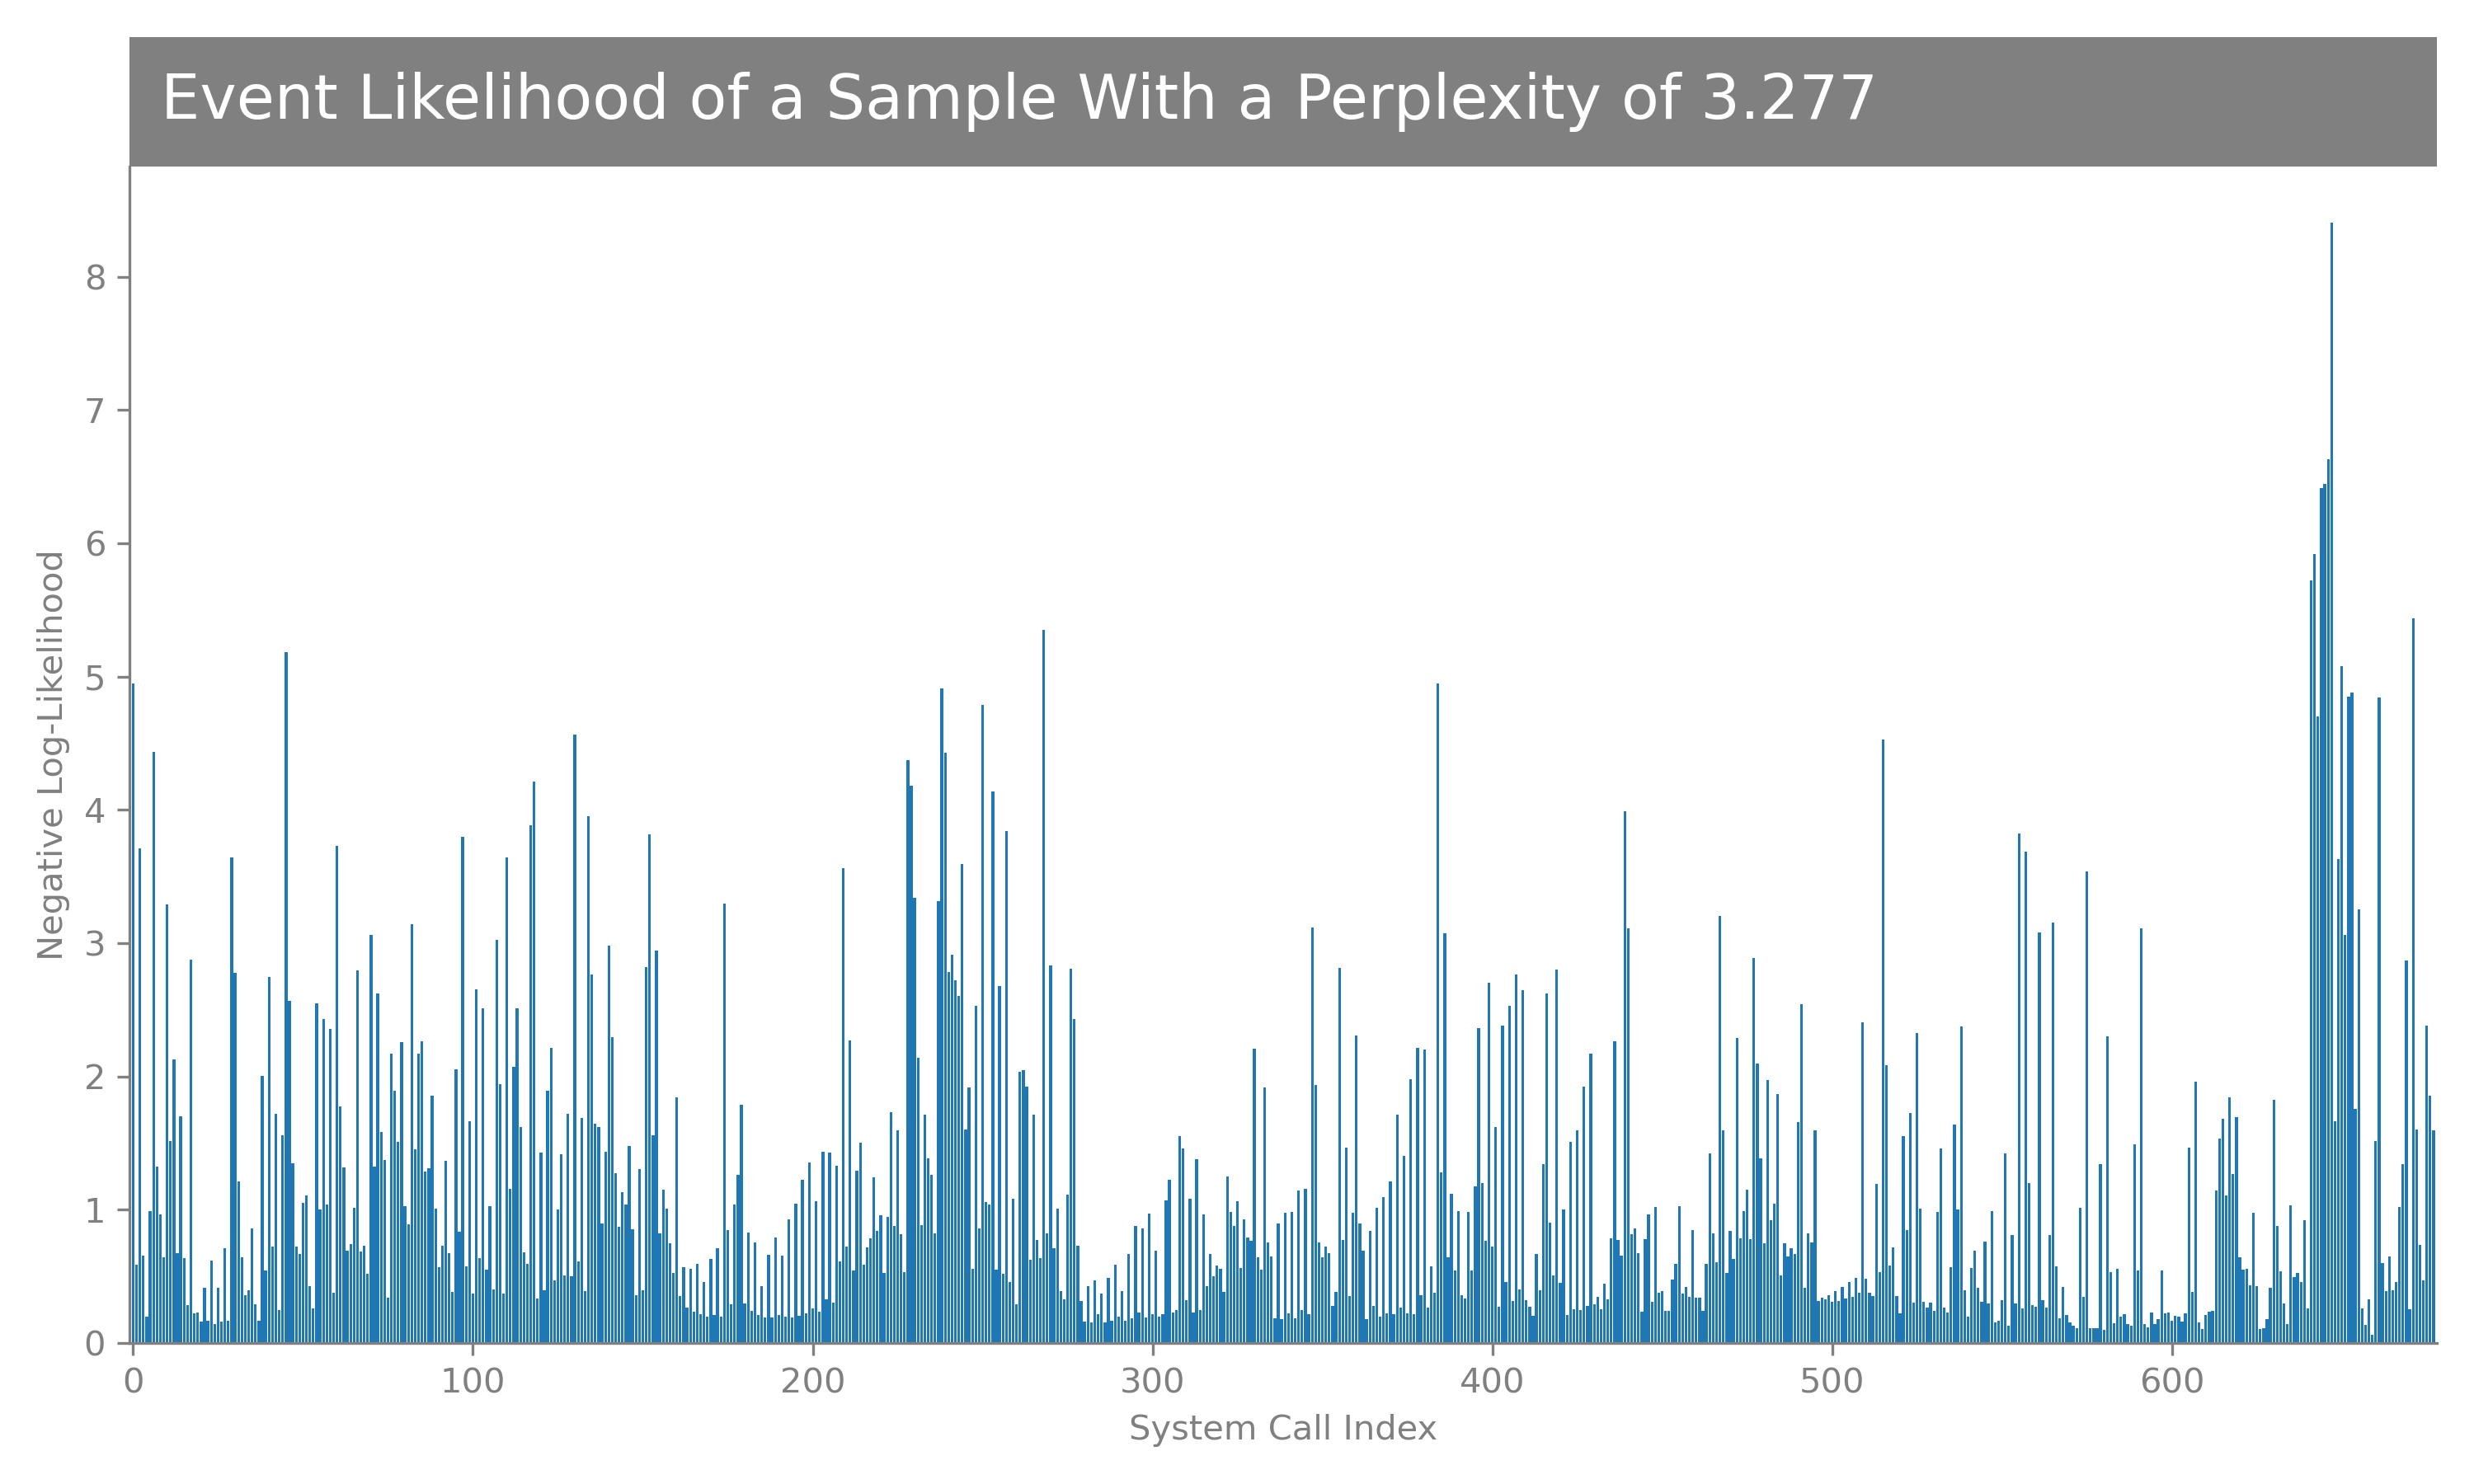 Event Likelihood of a Sample With a Perplexity of 3.277
Negative Log-Likelihood
8
7
6
5
4
3
2
1
0
0 100 200 300 400 500 600
System Call Index